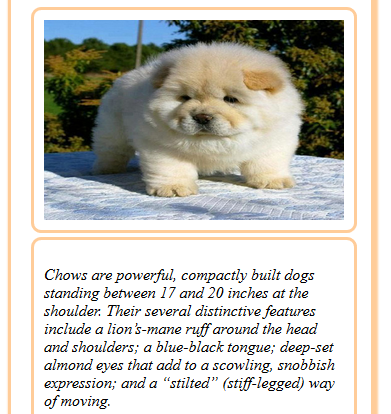 Chows are powerful, compactly built dogs
standing between 17 and 20 inches at the
shoulder. Their several distinctive features
include a lion’s-mane ruff around the head
and shoulders; a blue-black tongue; deep-set
almond eyes that add to a scowling, snobbish
expression; and a “stilted” (stiff-legged) way
of moving.